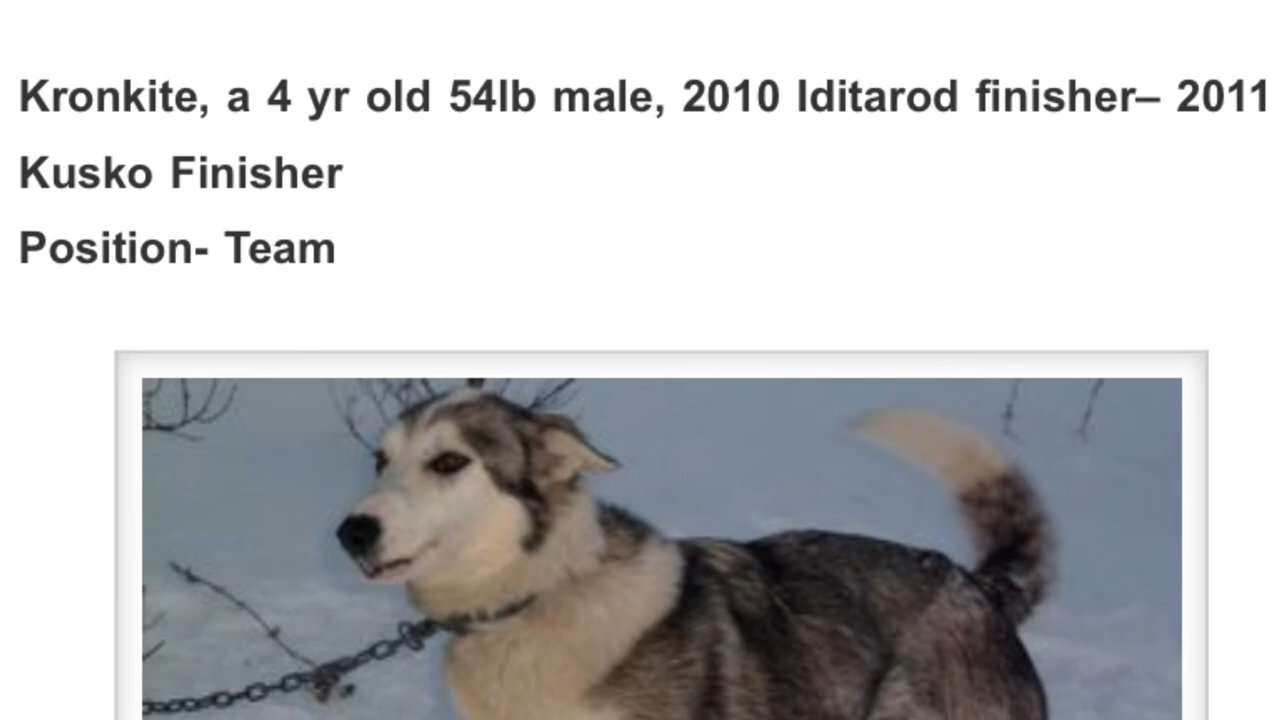 Kronkite, a 4 yr old 54lb male, 2010 Iditarod finisher– 2011
Kusko Finisher
Position- Team